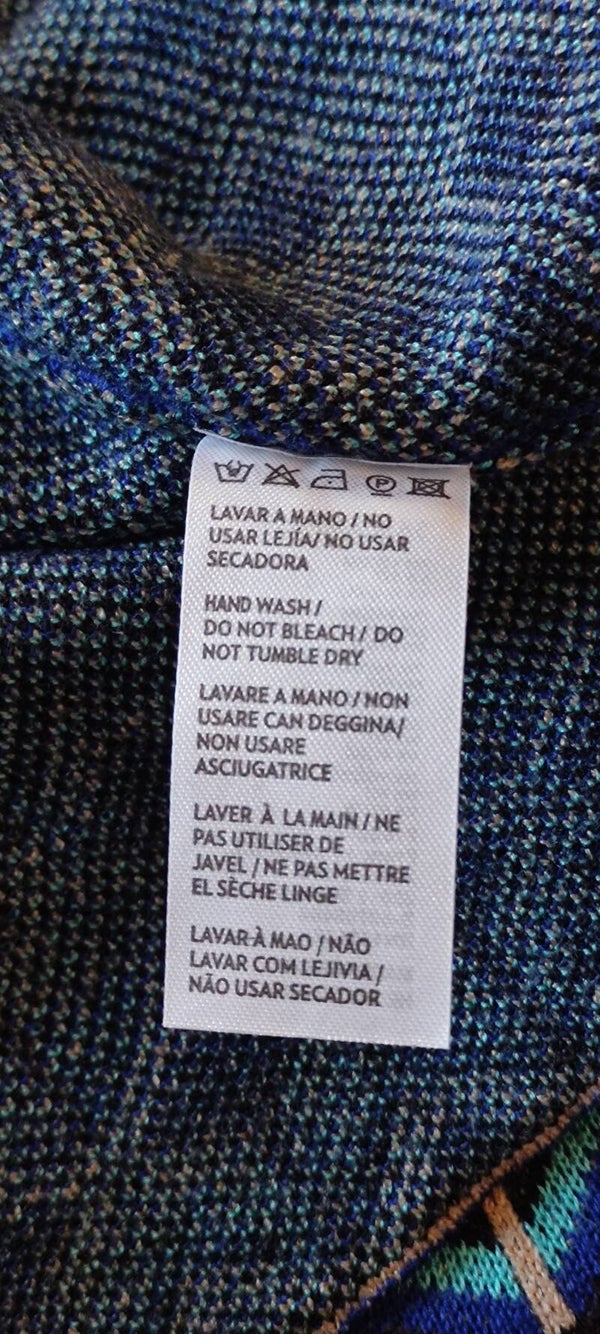 LAVAR A MANO / NO
USAR LEJÍA/ NO USAR
SECADORA
HAND WASH /
DO NOT BLEACH / DO
NOT TUMBLE DRY
LAVARE A MANO / NON
USARE CAN DEGGINA/
NON USARE
ASCIUGATRICE
LAVER À LA MAIN / NE
PAS UTILISER DE
JAVEL / NE PAS METTRE
EL SÈCHE LINGE
LAVAR À MAO / NÃO
LAVAR COM LEJIVIA /
NÃO USAR SECADOR